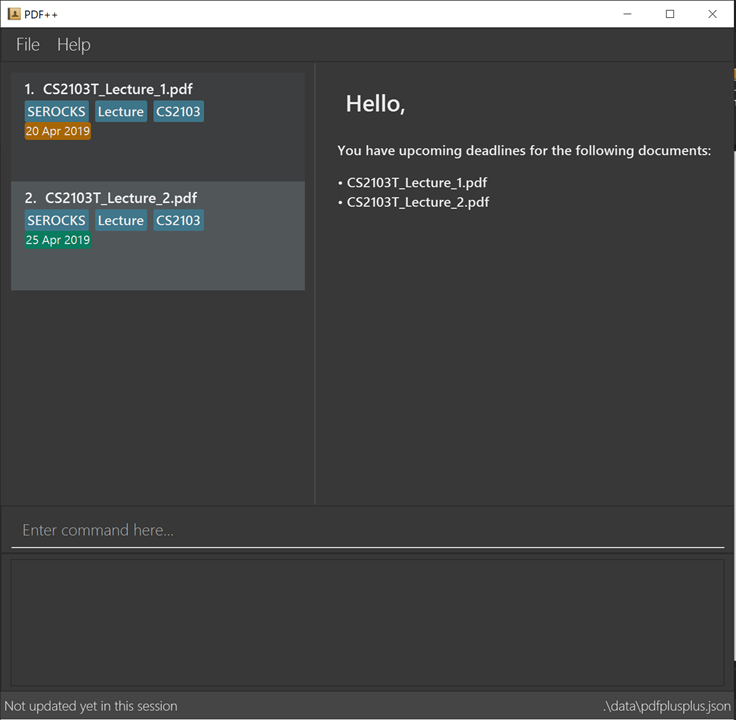 PDF++
File Help
1. CS2103T_Lecture_1.pdf
SEROCKS Lecture CS2103
20 Apr 2019
2. CS2103T_Lecture_2.pdf
SEROCKS Lecture CS2103
25 Apr 2019
Hello,
You have upcoming deadlines for the following documents:
• CS2103T_Lecture_1.pdf
• CS2103T_Lecture_2.pdf
Enter command here...
Not updated yet in this session
.\data\pdfplusplus.json